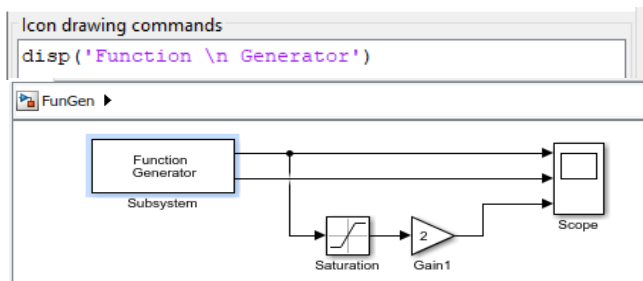 Icon drawing commands
disp('Function \n Generator')
FunGen
Function
Generator
Subsystem
Scope
2
Saturation
Gain1